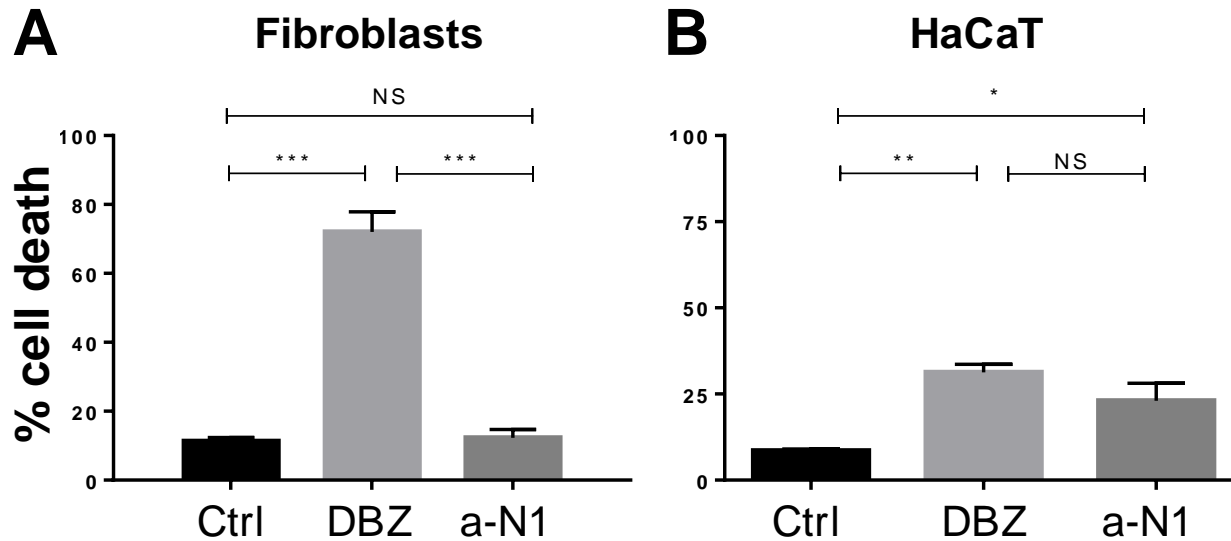 A Fibroblasts
NS
*** ***
% cell death
100
80
60
40
20
0
Ctrl DBZ a-N1
B HaCaT
*
** NS
100
75
50
25
0
Ctrl DBZ a-N1